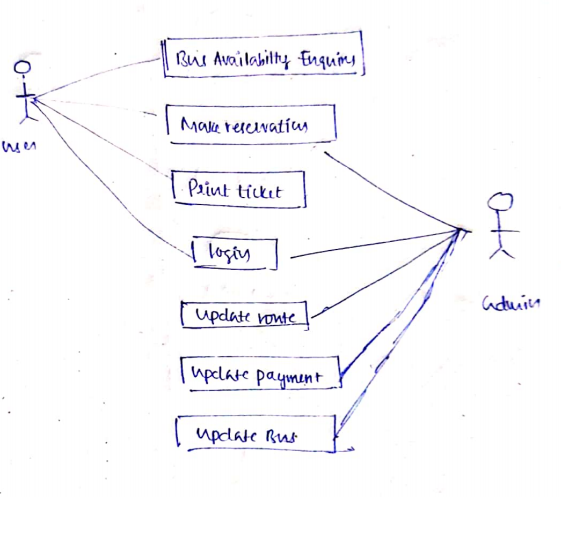 Bus Availability Enquiry
Make reservation
user
Print ticket
login
Admin
Update route
Update payment
Update Bus